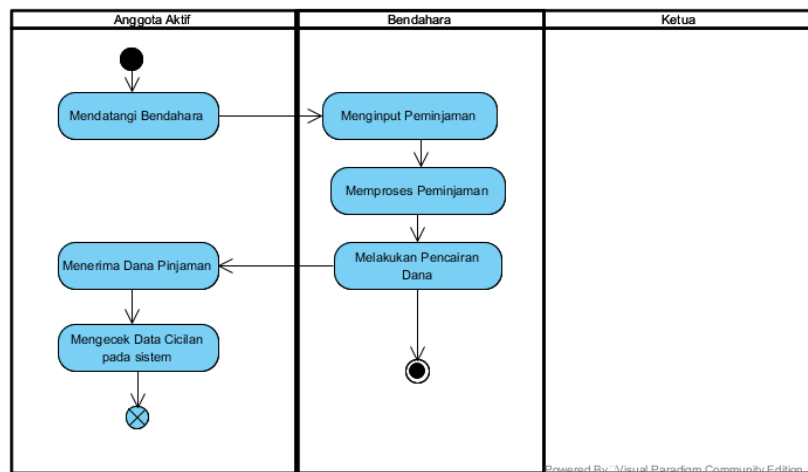 Anggota Aktif
Bendahara
Ketua
Mendatangi Bendahara
Menginput Peminjaman
Memproses Peminjaman
Melakukan Pencairan
Dana
Menerima Dana Pinjaman
Mengecek Data Cicilan
pada sistem
Powered By Visual Paradigm Community Edition